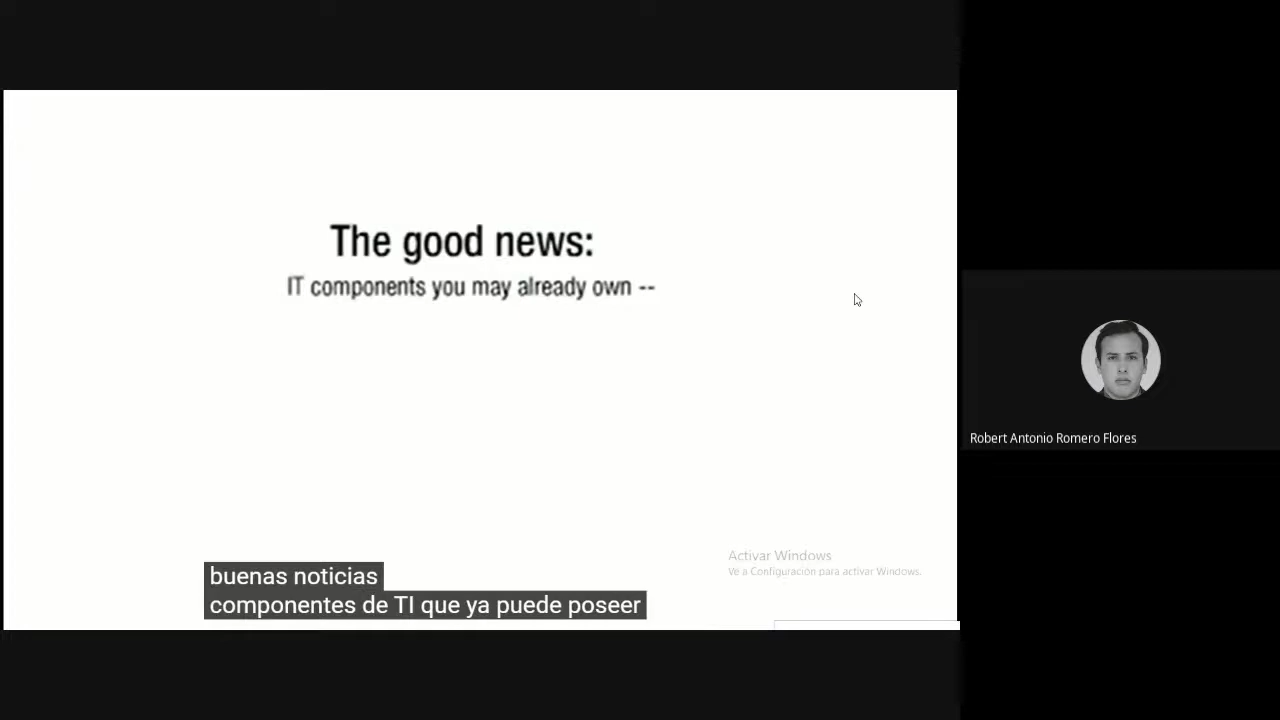 The good news:
IT components you may already own --
Robert Antonio Romero Flores
Activar Windows
Ve a Configuración para activar Windows.
buenas noticias
componentes de TI que ya puede poseer